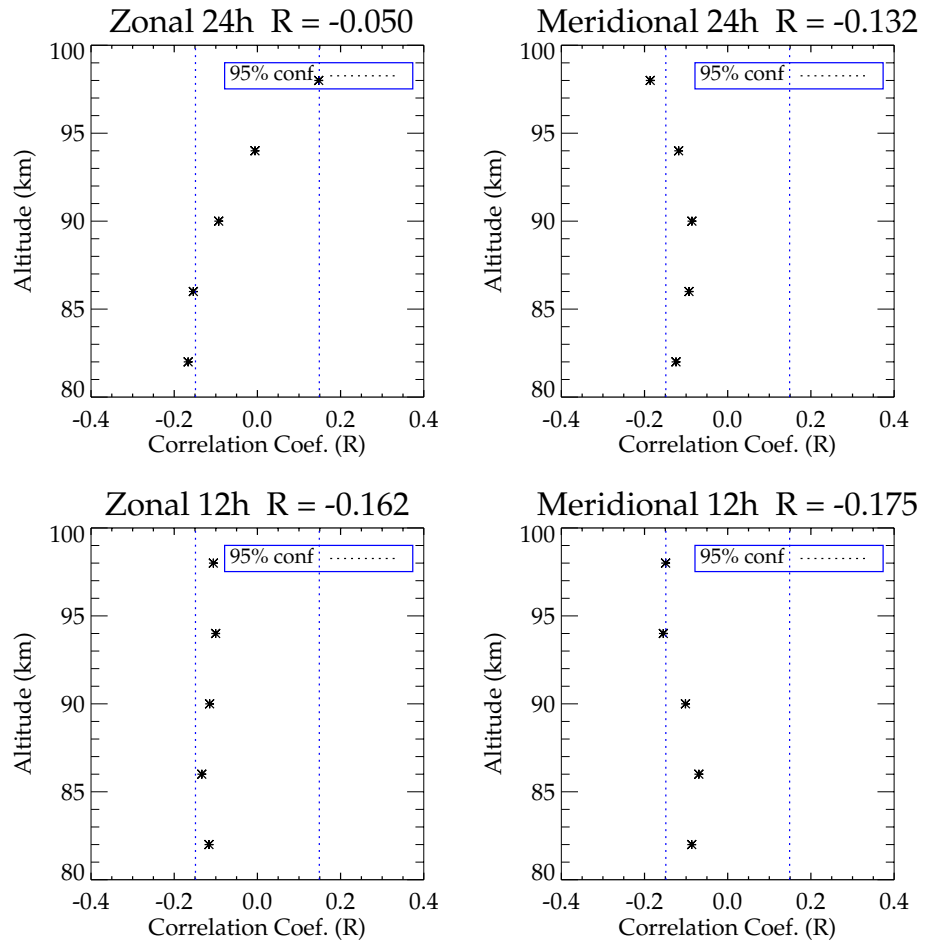 Zonal 24h R = -0.050
Meridional 24h R = -0.132
100
95% conf
95
90
85
80
Altitude (km)
-0.4 -0.2 0.0 0.2 0.4
Correlation Coef. (R)
100
95% conf
95
90
85
80
Altitude (km)
-0.4 -0.2 0.0 0.2 0.4
Correlation Coef. (R)
Zonal 12h R = -0.162
Meridional 12h R = -0.175
100
95% conf
95
90
85
80
Altitude (km)
-0.4 -0.2 0.0 0.2 0.4
Correlation Coef. (R)
100
95% conf
95
90
85
80
Altitude (km)
-0.4 -0.2 0.0 0.2 0.4
Correlation Coef. (R)